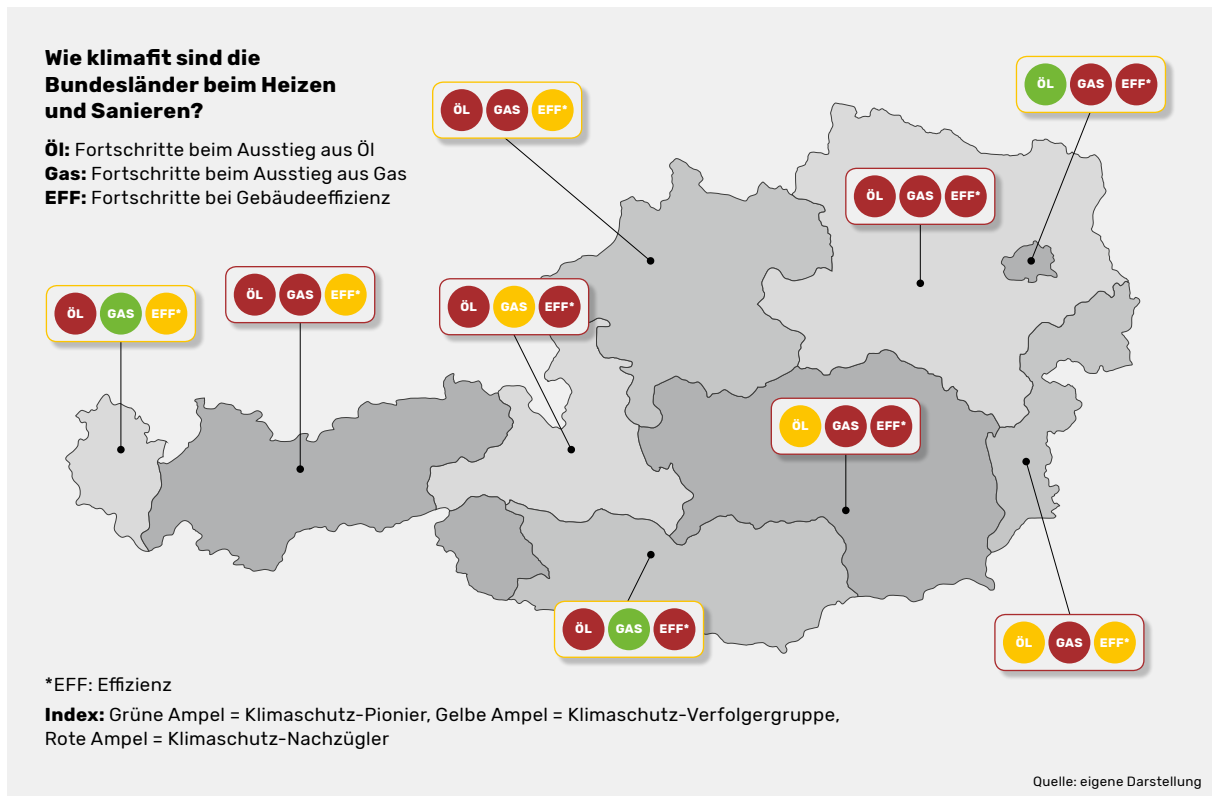 Wie klimafit sind die
Bundesländer beim Heizen
und Sanieren?
Öl: Fortschritte beim Ausstieg aus Öl
Gas: Fortschritte beim Ausstieg aus Gas
EFF: Fortschritte bei Gebäudeeffizienz
ÖL GAS EFF*
ÖL GAS EFF*
ÖL GAS EFF*
ÖL GAS EFF*
ÖL GAS EFF*
ÖL GAS EFF*
ÖL GAS EFF*
ÖL GAS EFF*
ÖL GAS EFF*
*EFF: Effizienz
Index: Grüne Ampel = Klimaschutz-Pionier, Gelbe Ampel = Klimaschutz-Verfolgergruppe,
Rote Ampel = Klimaschutz-Nachzügler
Quelle: eigene Darstellung